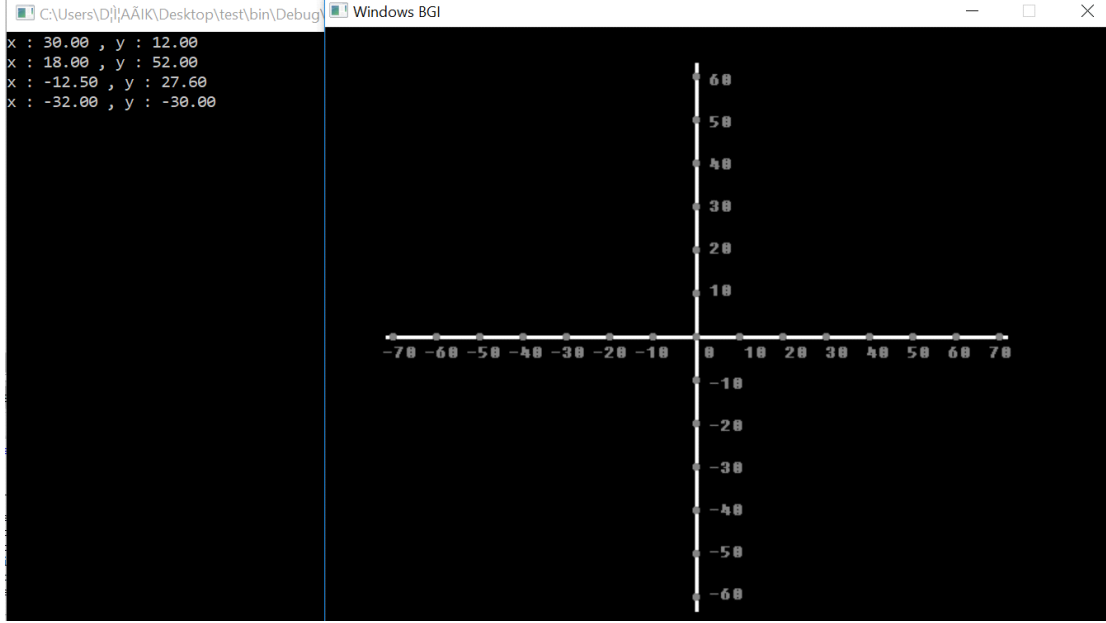 C:\Users\D¦Ì¦AÃIK\Desktop\test\bin\Debug\
Windows BGI
x : 30.00 , y : 12.00
x : 18.00 , y : 52.00
x : -12.50 , y : 27.60
x : -32.00 , y : -30.00
60
50
40
30
20
10
-70 -60 -50 -40 -30 -20 -10 0 10 20 30 40 50 60 70
-10
-20
-30
-40
-50
-60